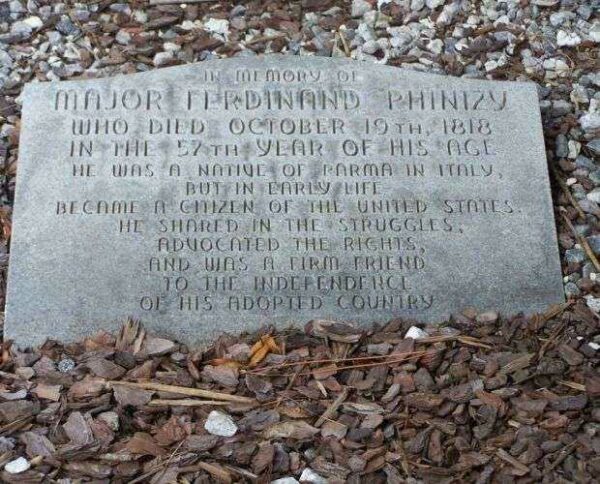 IN MEMORY OF
MAJOR FERDINAND PHINIZY
WHO DIED OCTOBER 19TH, 1818
IN THE 57TH YEAR OF HIS AGE
HE WAS A NATIVE OF PARMA IN ITALY,
BUT IN EARLY LIFE
BECAME A CITIZEN OF THE UNITED STATES.
HE SHARED IN THE STRUGGLES,
ADVOCATED THE RIGHTS,
AND WAS A FIRM FRIEND
TO THE INDEPENDENCE
OF HIS ADOPTED COUNTRY